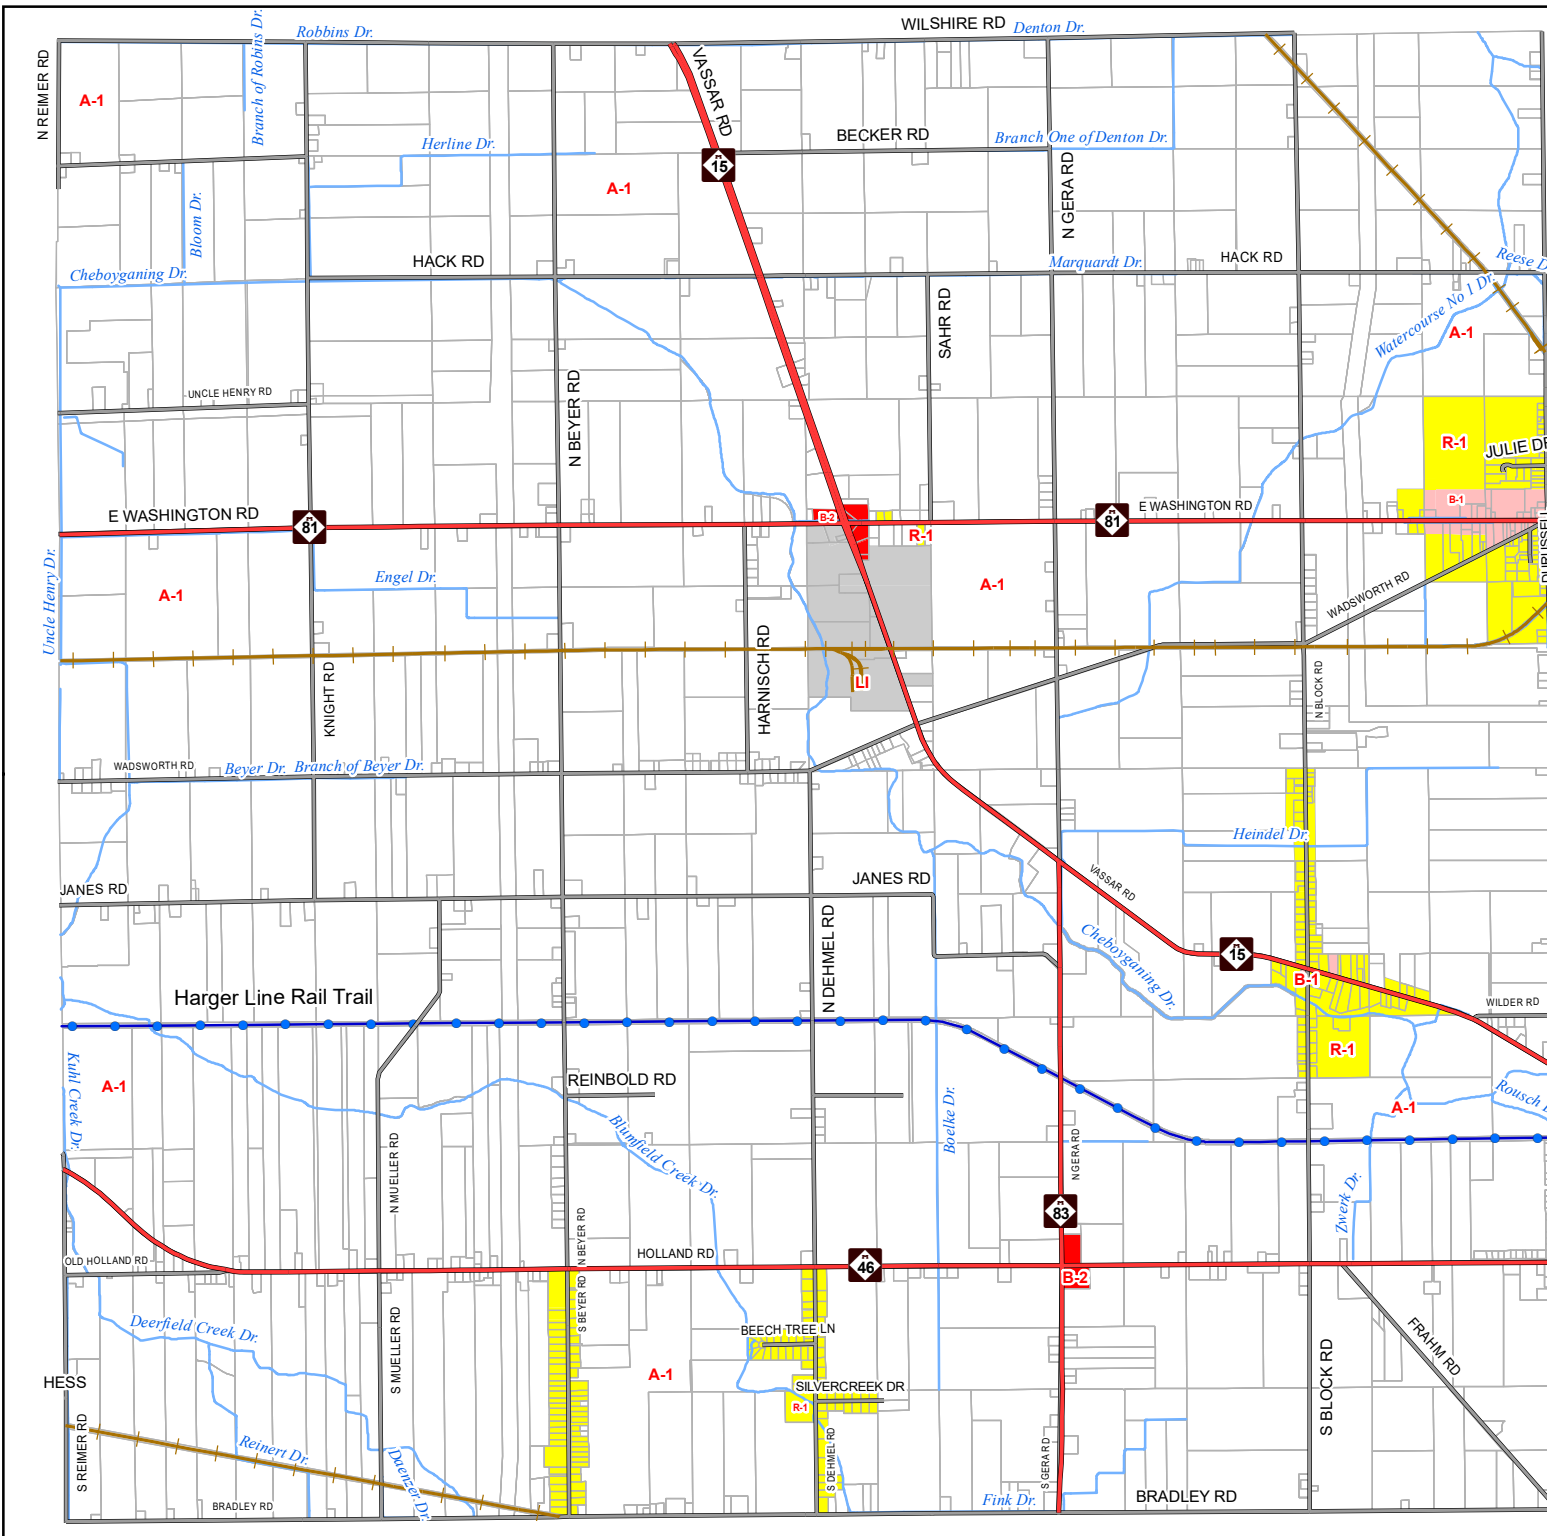 WILSHIRE RD
Robbins Dr.
Denton Dr.
N REIMER RD
Branch of Robins Dr.
VASSAR RD
A-1
BECKER RD
Branch One of Denton Dr.
Herline Dr.
M
15
A-1
N GERA RD
Bloom Dr.
HACK RD
Marquardt Dr.
HACK RD
Reese D
Cheboyganing Dr.
Watercourse No 1 Dr.
SAHR RD
A-1
UNCLE HENRY RD
N BEYER RD
R-1
JULIE DR
B-1
E WASHINGTON RD
M
81
B-2
M
81
E WASHINGTON RD
R-1
DURUSSEL
Uncle Henry Dr.
Engel Dr.
A-1
A-1
WADSWORTH RD
HARNISCH RD
LI
KNIGHT RD
N BLOCK RD
WADSWORTH RD
Beyer Dr.
Branch of Beyer Dr.
Heindel Dr.
JANES RD
JANES RD
VASSAR RD
N DEHMEL RD
Cheboyganing Dr.
M
15
B-1
Harger Line Rail Trail
WILDER RD
R-1
Kuhl Creek Dr.
A-1
REINBOLD RD
Rousch
A-1
Blumfield Creek Dr.
Boelke Dr.
N GERA RD
N MUELLER RD
Zwerk Dr.
M
83
N BEYER RD
OLD HOLLAND RD
HOLLAND RD
M
46
B-2
S BEYER RD
Deerfield Creek Dr.
BEECH TREE LN
S MUELLER RD
FRAHM RD
HESS
A-1
SILVERCREEK DR
R-1
S BLOCK RD
S REIMER RD
Reinert Dr.
Daenzer Dr.
S DEHMEL RD
S GERA RD
BRADLEY RD
Fink Dr.
BRADLEY RD